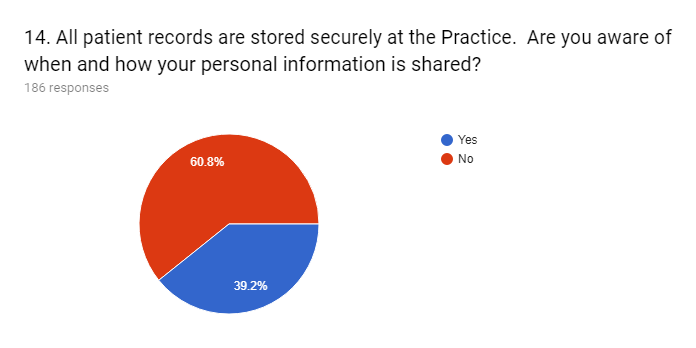 14. All patient records are stored securely at the Practice.  Are you aware of
when and how your personal information is shared?
186 responses
Yes
No
60.8%
39.2%